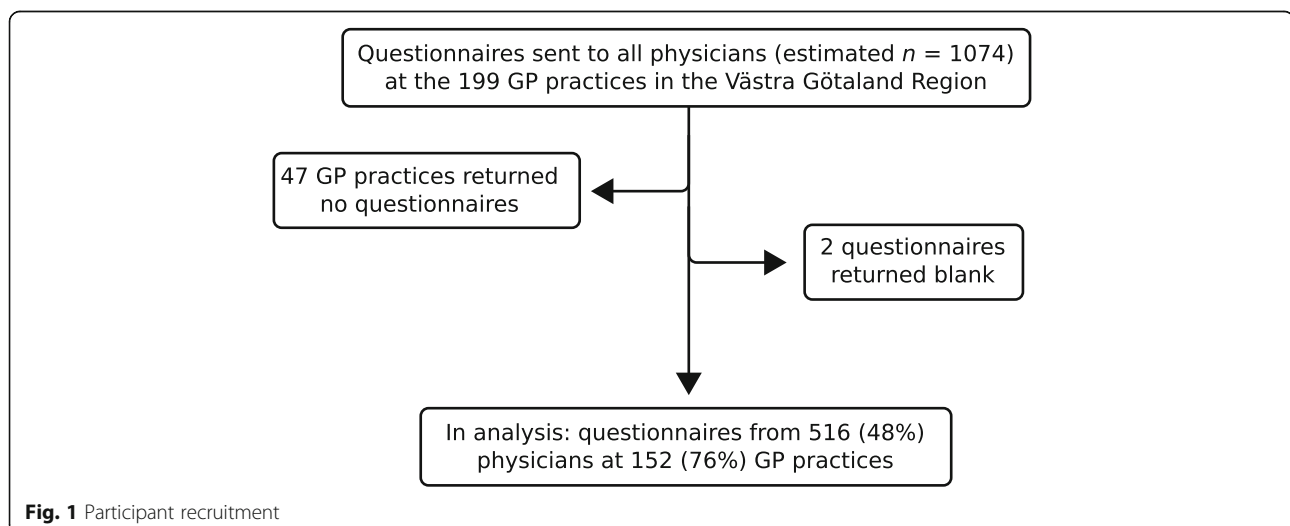 Questionnaires sent to all physicians (estimated n = 1074)
at the 199 GP practices in the Västra Götaland Region
47 GP practices returned
no questionnaires
2 questionnaires
returned blank
In analysis: questionnaires from 516 (48%)
physicians at 152 (76%) GP practices
Fig. 1 Participant recruitment